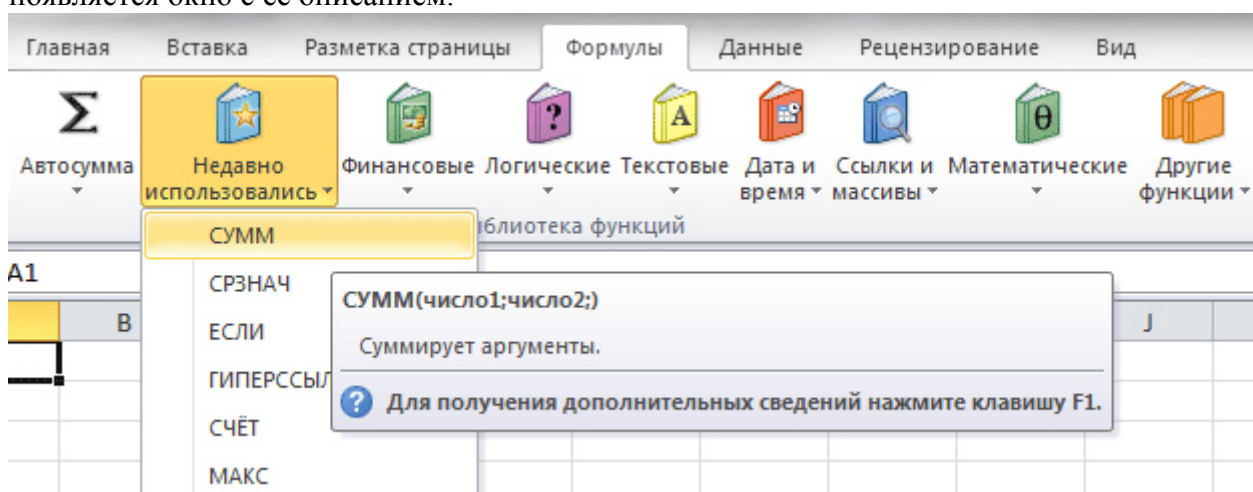 появляется окно с ее описанием.
Главная Вставка Разметка страницы Формулы Данные Рецензирование Вид
Σ ? A θ
Автосумма Недавно использовались Финансовые Логические Текстовые Дата и время Ссылки и массивы Математические Другие функции
иблиотека функций
СУММ
A1
СРЗНАЧ
СУММ(число1;число2;)
B
J
ЕСЛИ
Суммирует аргументы.
ГИПЕРССЫЛ
? Для получения дополнительных сведений нажмите клавишу F1.
СЧЁТ
МАКС